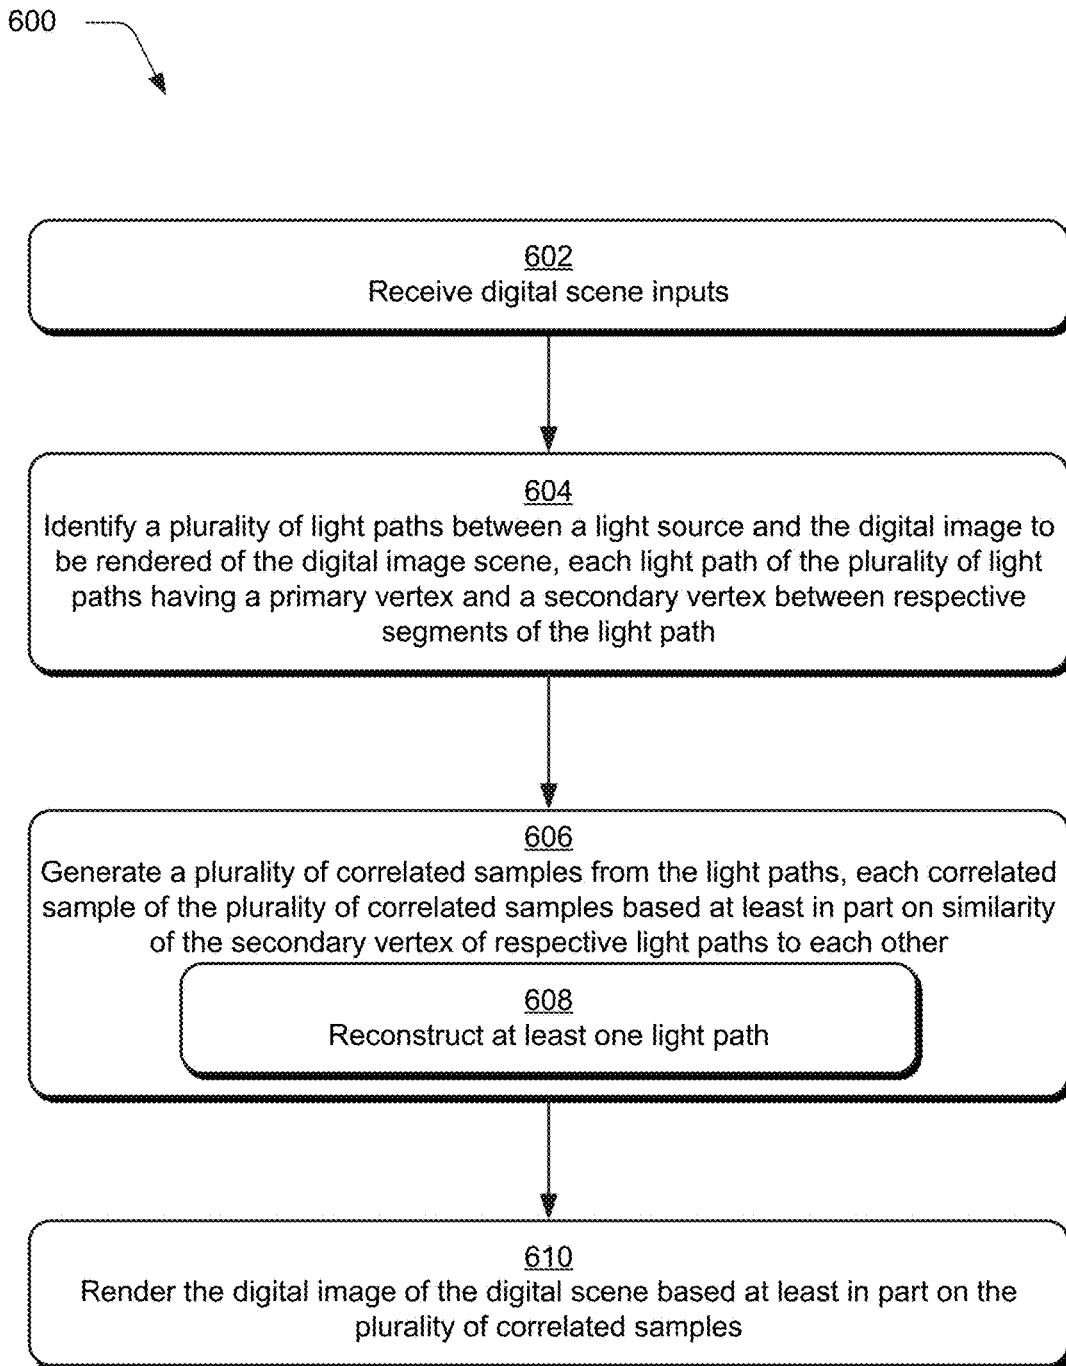 600
602
Receive digital scene inputs
604
Identify a plurality of light paths between a light source and the digital image to
be rendered of the digital image scene, each light path of the plurality of light
paths having a primary vertex and a secondary vertex between respective
segments of the light path
606
Generate a plurality of correlated samples from the light paths, each correlated
sample of the plurality of correlated samples based at least in part on similarity
of the secondary vertex of respective light paths to each other
608
Reconstruct at least one light path
610
Render the digital image of the digital scene based at least in part on the
plurality of correlated samples